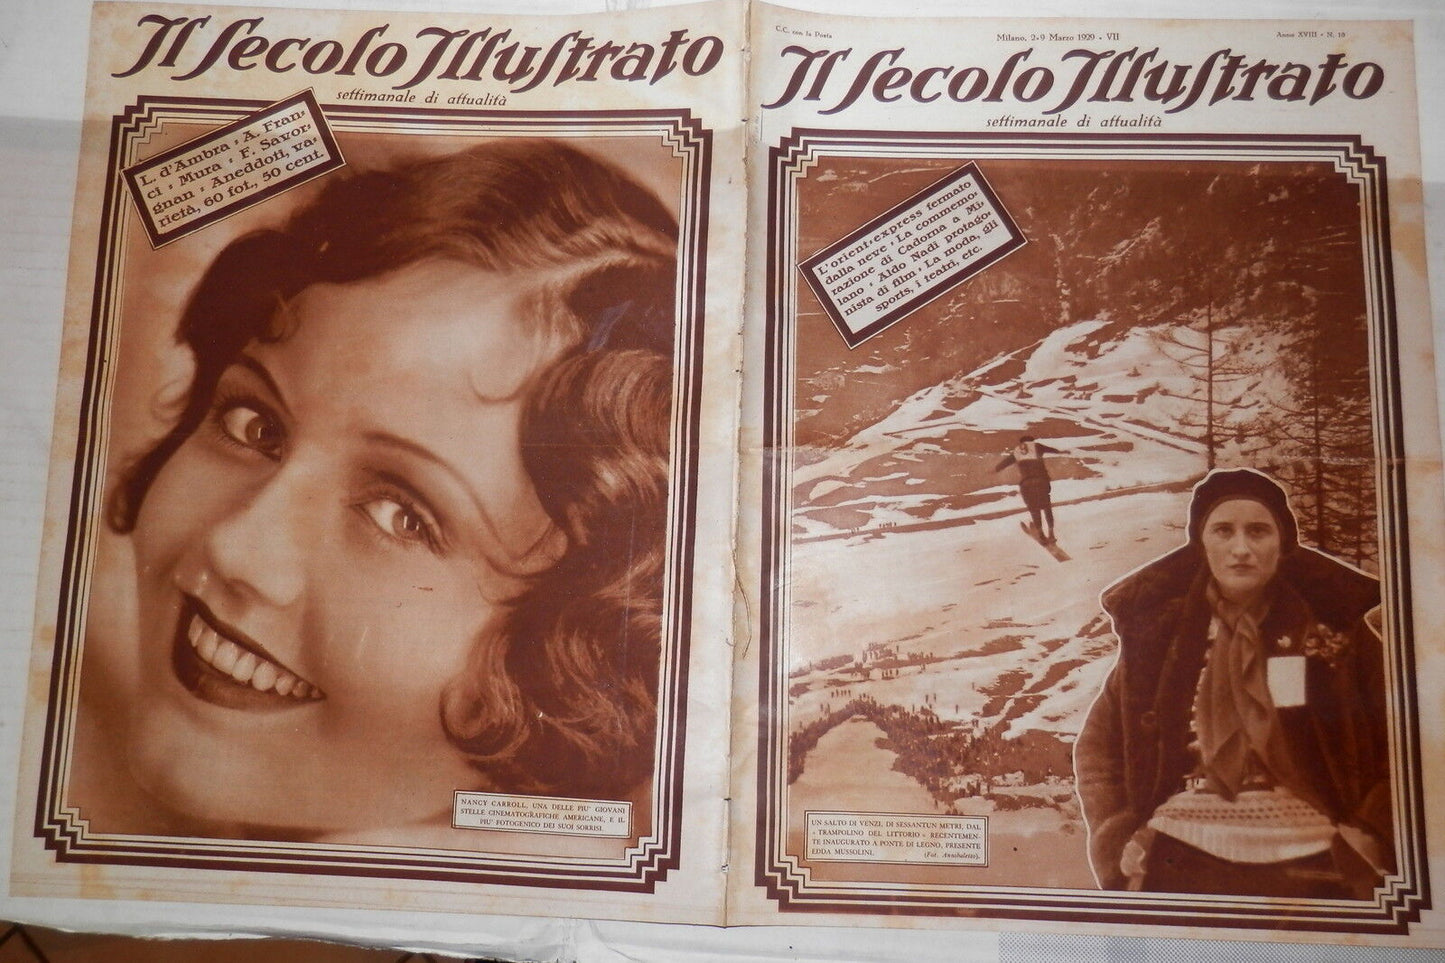 Il Secolo Illustrato
settimanale di attualità
L. d'Ambra - A. Fran-
ci - Mura - F. Savor-
gnan - Aneddoti, va-
rietà, 60 fot., 50 cent.
NANCY CARROLL, UNA DELLE PIU' GIOVANI
STELLE CINEMATOGRAFICHE AMERICANE, E IL
PIU' FOTOGENICO DEI SUOI SORRISI.
C.C. con la Posta
Milano, 2-9 Marzo 1929 - VII
Anno XVIII - N. 10
Il Secolo Illustrato
settimanale di attualità
L'orient-express fermato
dalla neve - La commemo-
razione di Cadorna a Mi-
lano - Aldo Nadi protago-
nista di film - La moda, gli
sports, i teatri, etc.
UN SALTO DI VENZI, DI SESSANTUN METRI, DAL
« TRAMPOLINO DEL LITTORIO » RECENTEMEN-
TE INAUGURATO A PONTE DI LEGNO, PRESENTE
EDDA MUSSOLINI. (Fot. Annobaletto).